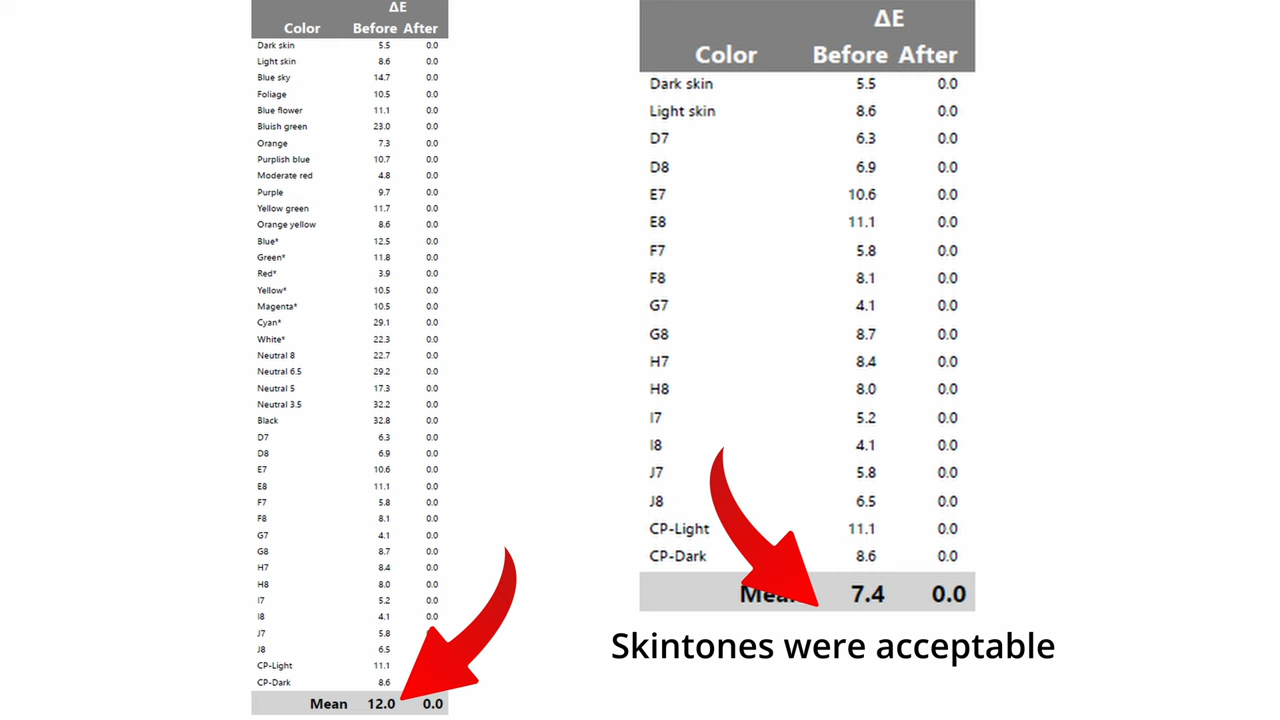 ΔE
Color Before After
Dark skin 5.5 0.0
Light skin 8.6 0.0
Blue sky 14.7 0.0
Foliage 10.5 0.0
Blue flower 11.1 0.0
Bluish green 23.0 0.0
Orange 7.3 0.0
Purplish blue 10.7 0.0
Moderate red 4.8 0.0
Purple 9.7 0.0
Yellow green 11.7 0.0
Orange yellow 8.6 0.0
Blue* 12.5 0.0
Green* 11.8 0.0
Red* 3.9 0.0
Yellow* 10.5 0.0
Magenta* 10.5 0.0
Cyan* 29.1 0.0
White* 22.3 0.0
Neutral 8 22.7 0.0
Neutral 6.5 29.2 0.0
Neutral 5 17.3 0.0
Neutral 3.5 32.2 0.0
Black 32.8 0.0
D7 6.3 0.0
D8 6.9 0.0
E7 10.6 0.0
E8 11.1 0.0
F7 5.8 0.0
F8 8.1 0.0
G7 4.1 0.0
G8 8.7 0.0
H7 8.4 0.0
H8 8.0 0.0
I7 5.2 0.0
I8 4.1 0.0
J7 5.8
J8 6.5
CP-Light 11.1
CP-Dark 8.6
Mean 12.0 0.0
ΔE
Color Before After
Dark skin 5.5 0.0
Light skin 8.6 0.0
D7 6.3 0.0
D8 6.9 0.0
E7 10.6 0.0
E8 11.1 0.0
F7 5.8 0.0
F8 8.1 0.0
G7 4.1 0.0
G8 8.7 0.0
H7 8.4 0.0
H8 8.0 0.0
I7 5.2 0.0
I8 4.1 0.0
J7 5.8 0.0
J8 6.5 0.0
CP-Light 11.1 0.0
CP-Dark 8.6 0.0
Mean 7.4 0.0
Skintones were acceptable